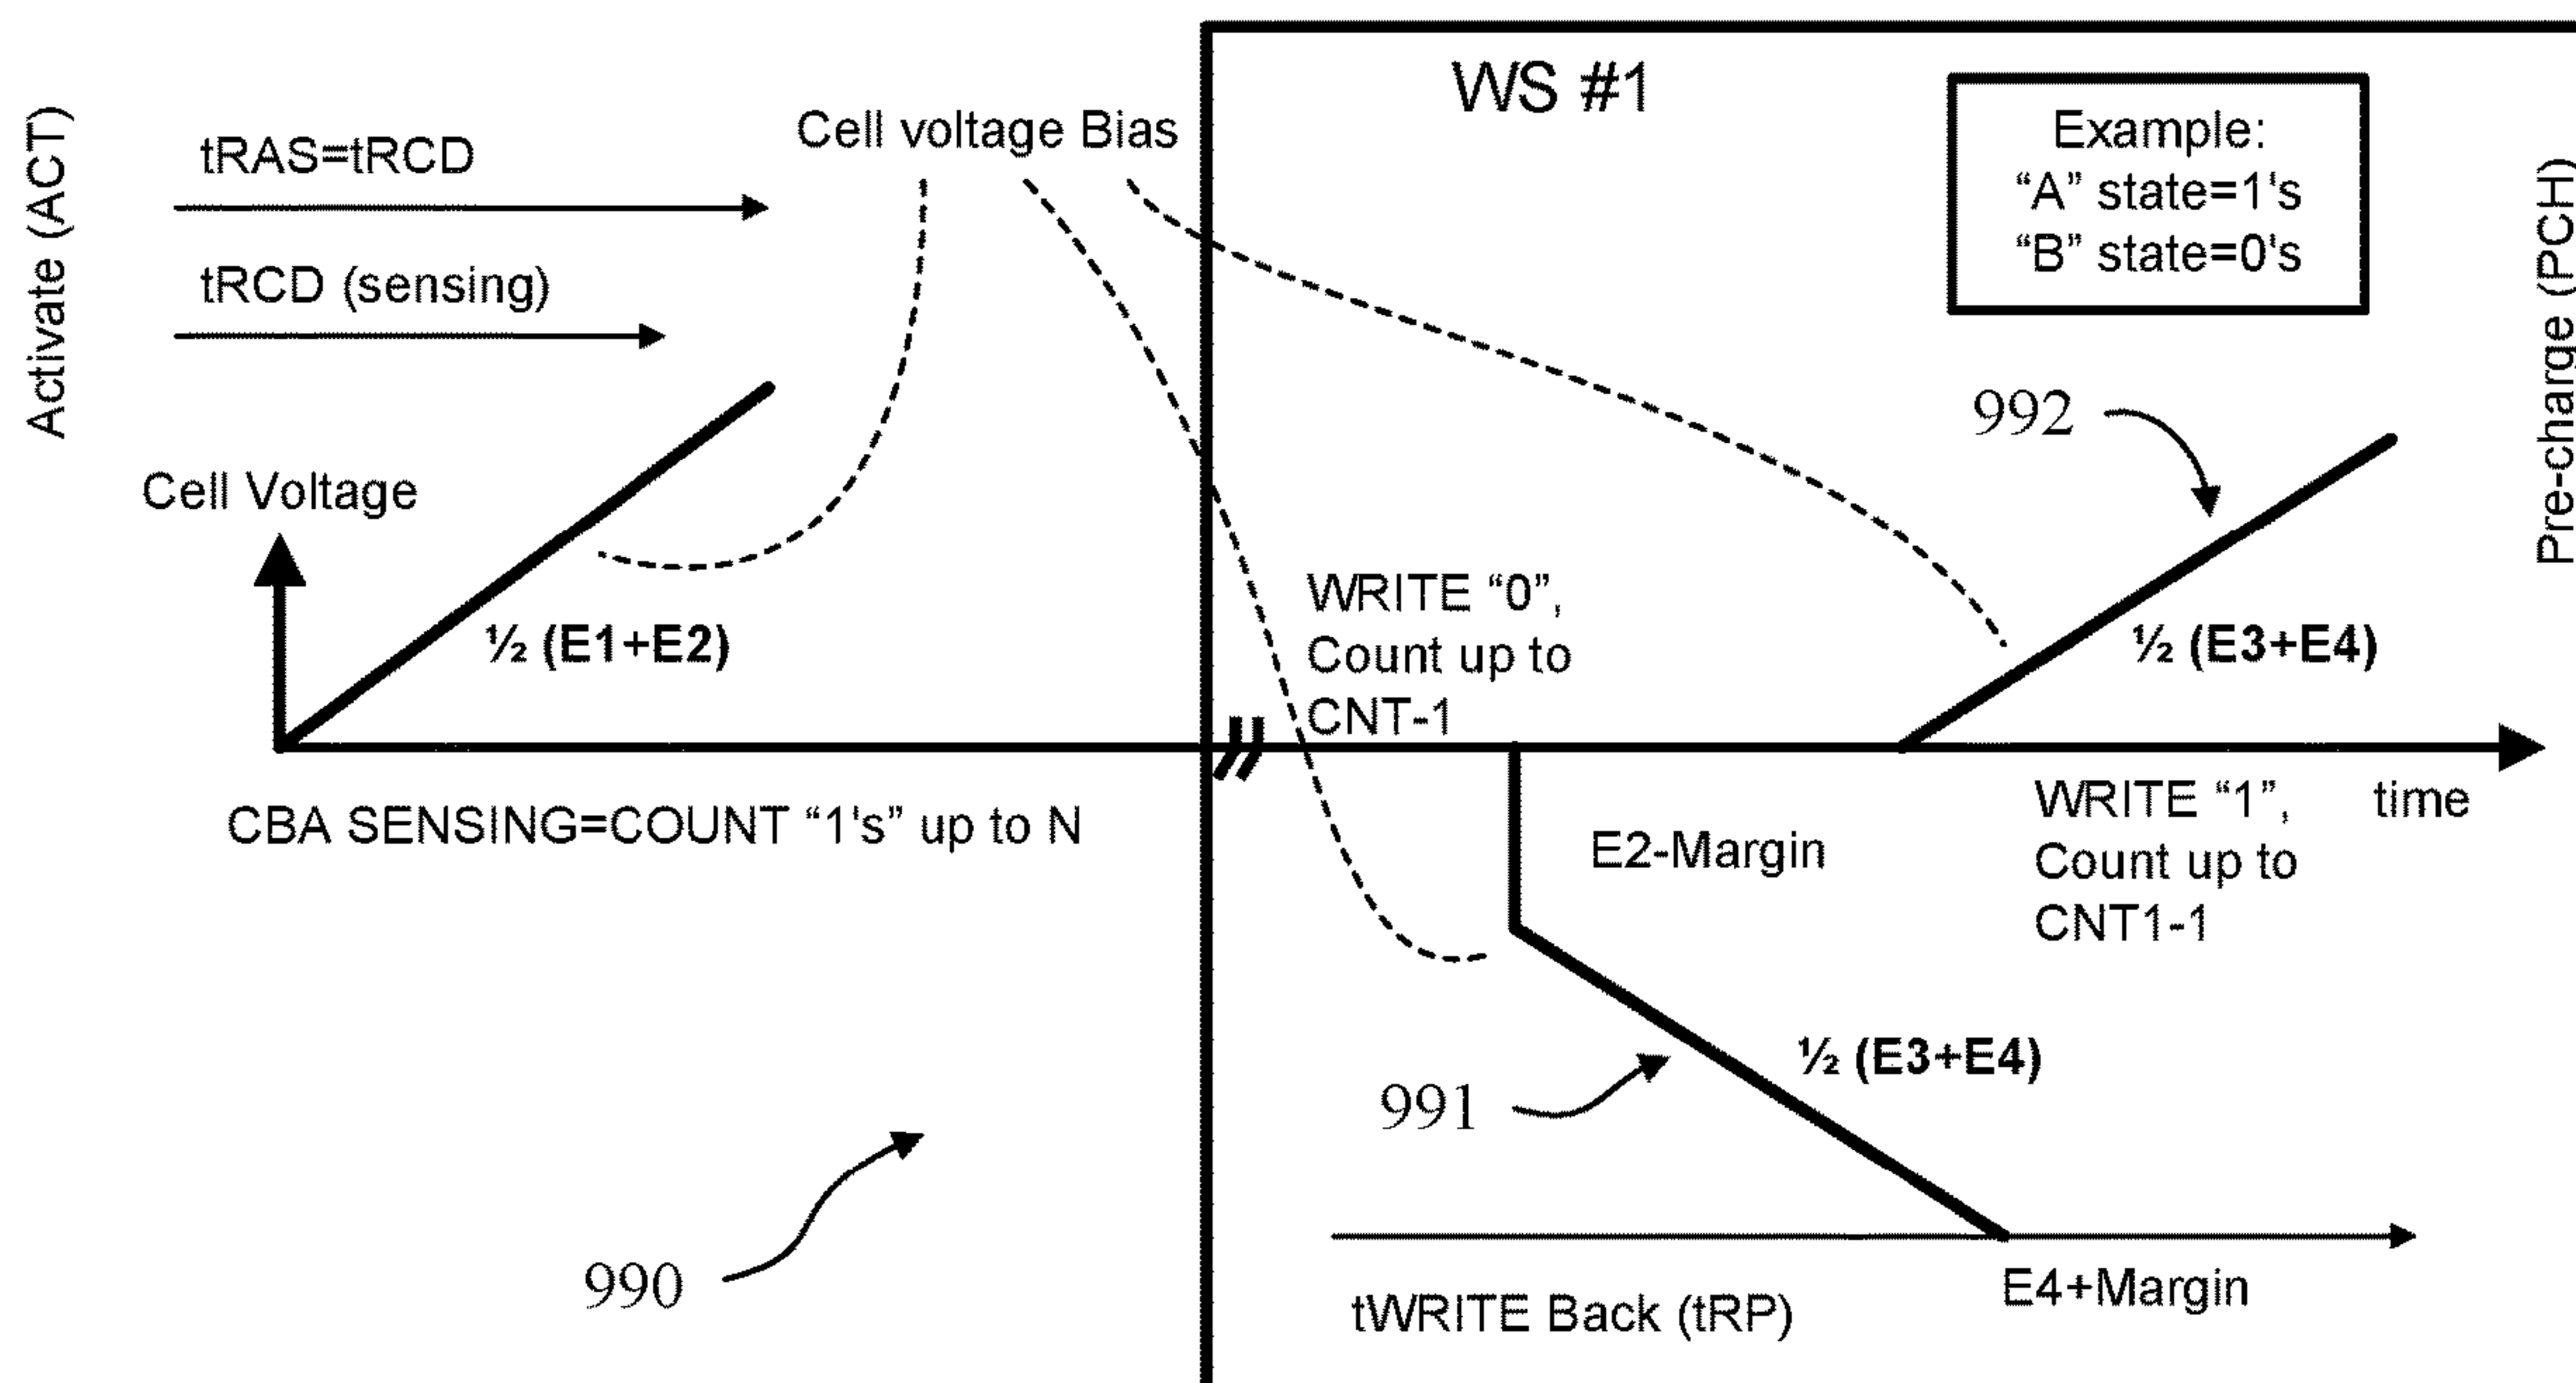 Activate (ACT)
tRAS=tRCD
tRCD (sensing)
Cell Voltage
½ (E1+E2)
CBA SENSING=COUNT “1's” up to N
990
Cell voltage Bias
WS #1
Example:
“A” state=1's
“B” state=0's
Pre-charge (PCH)
992
WRITE “0”,
Count up to
CNT-1
½ (E3+E4)
WRITE “1”,
Count up to
CNT1-1
time
E2-Margin
991
½ (E3+E4)
tWRITE Back (tRP)
E4+Margin